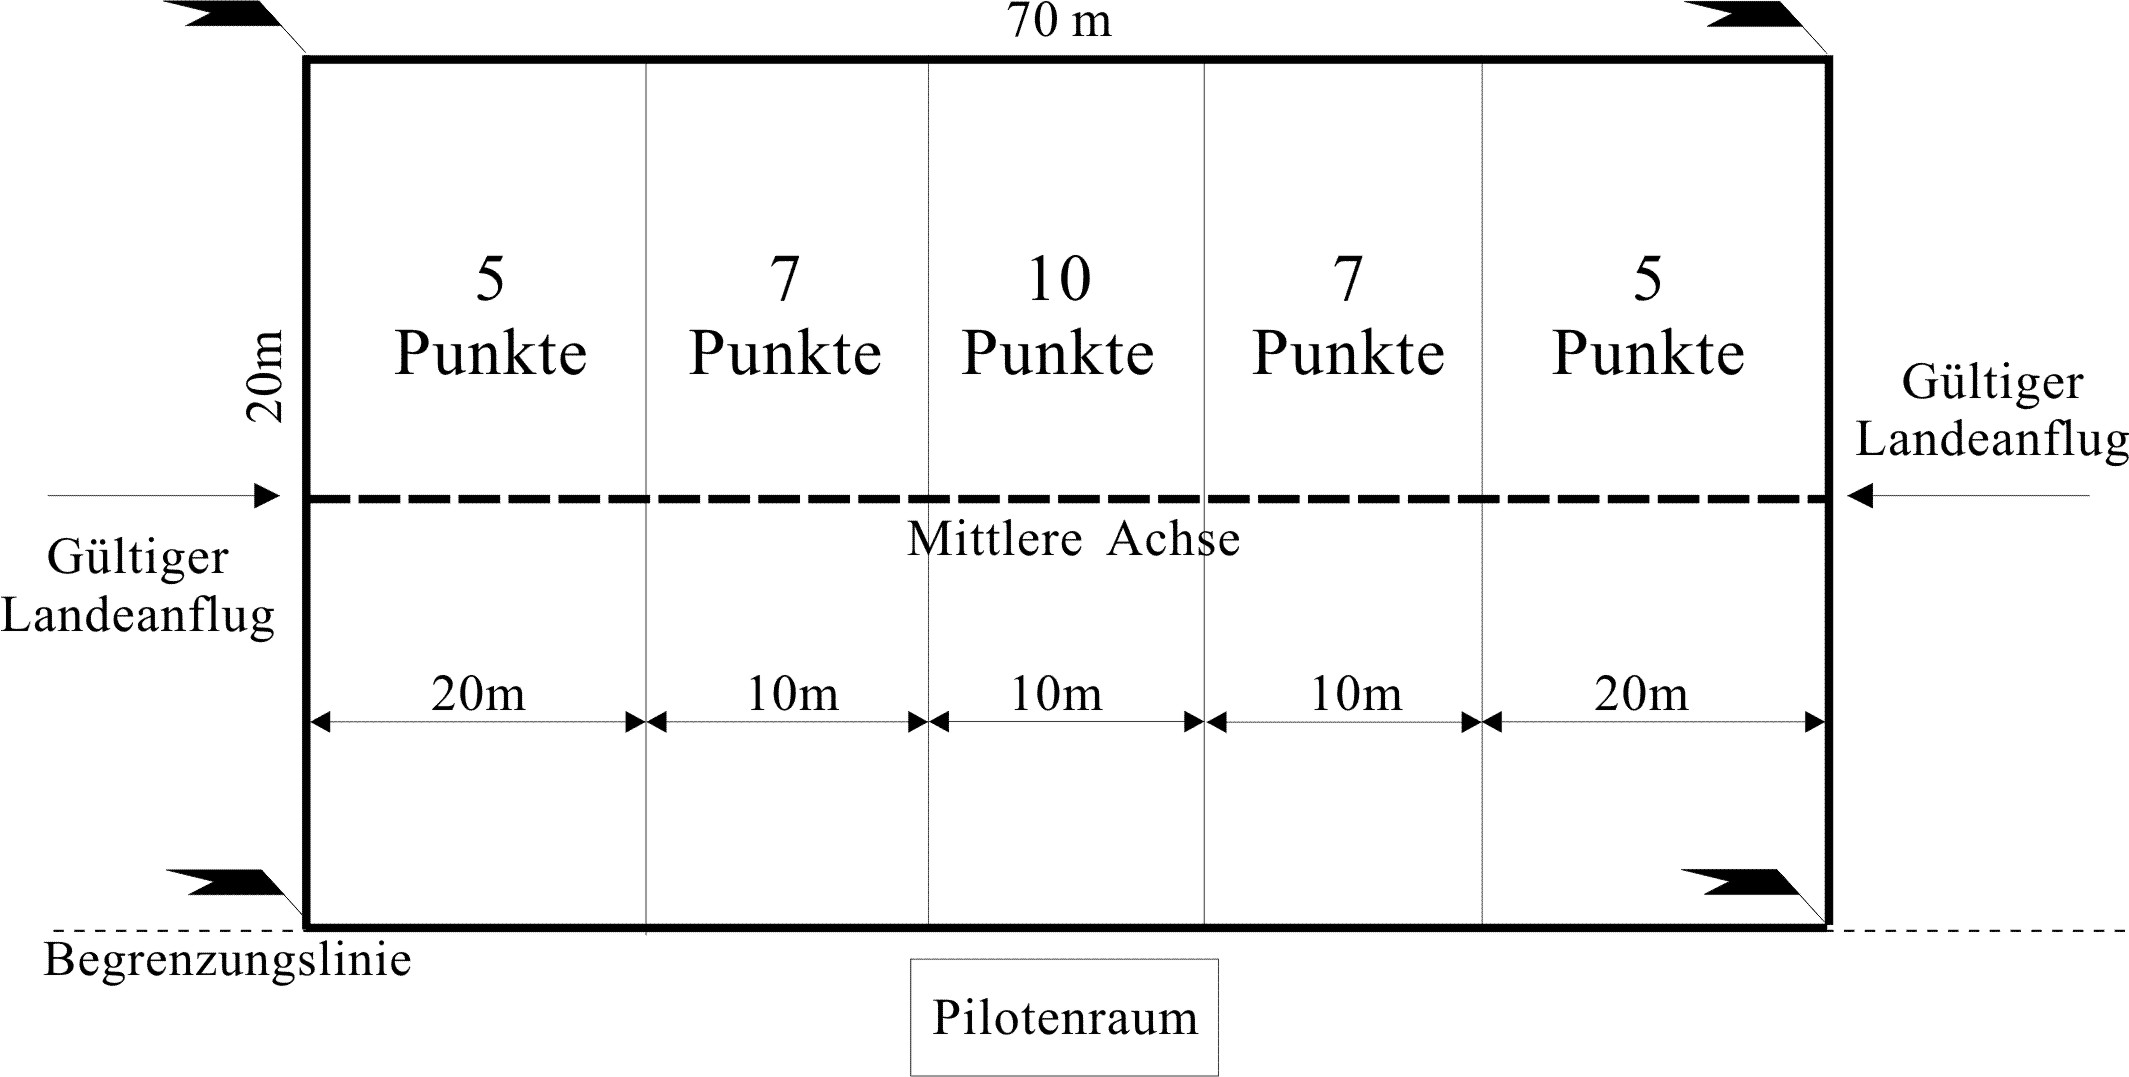 70 m
5
Punkte
7
Punkte
10
Punkte
7
Punkte
5
Punkte
20m
Gültiger
Landeanflug
Mittlere Achse
Gültiger
Landeanflug
20m
10m
10m
10m
20m
Begrenzungslinie
Pilotenraum